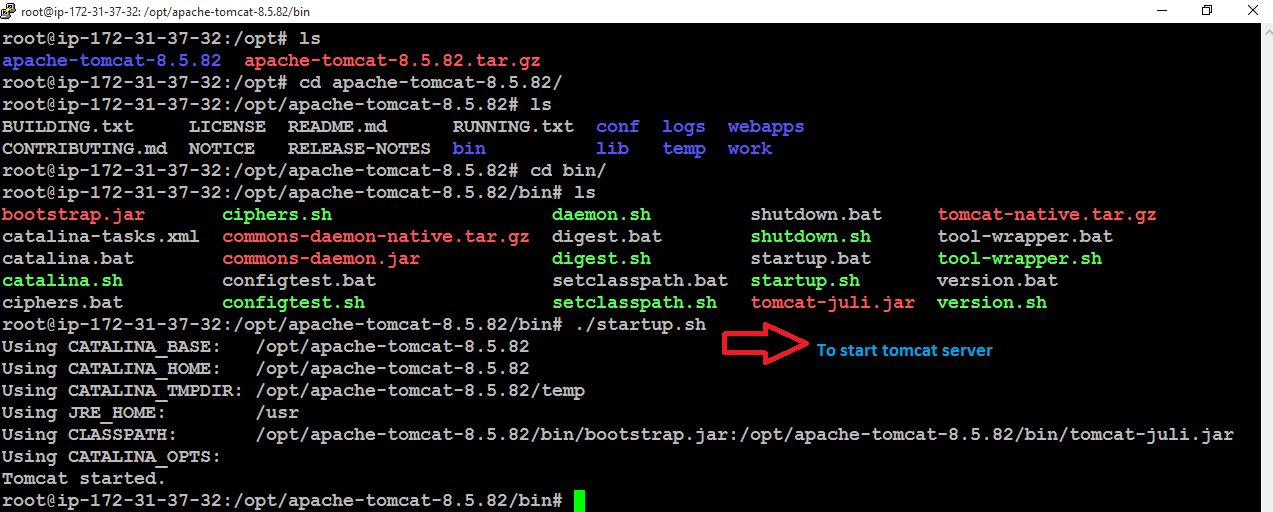 root@ip-172-31-37-32: /opt/apache-tomcat-8.5.82/bin
root@ip-172-31-37-32:/opt# ls
apache-tomcat-8.5.82  apache-tomcat-8.5.82.tar.gz
root@ip-172-31-37-32:/opt# cd apache-tomcat-8.5.82/
root@ip-172-31-37-32:/opt/apache-tomcat-8.5.82# ls
BUILDING.txt     LICENSE  README.md      RUNNING.txt  conf  logs  webapps
CONTRIBUTING.md  NOTICE   RELEASE-NOTES  bin          lib   temp  work
root@ip-172-31-37-32:/opt/apache-tomcat-8.5.82# cd bin/
root@ip-172-31-37-32:/opt/apache-tomcat-8.5.82/bin# ls
bootstrap.jar       ciphers.sh                    daemon.sh        shutdown.bat     tomcat-native.tar.gz
catalina-tasks.xml  commons-daemon-native.tar.gz  digest.bat       shutdown.sh      tool-wrapper.bat
catalina.bat        commons-daemon.jar            digest.sh        startup.bat      tool-wrapper.sh
catalina.sh         configtest.bat                setclasspath.bat startup.sh       version.bat
ciphers.bat         configtest.sh                 setclasspath.sh  tomcat-juli.jar  version.sh
root@ip-172-31-37-32:/opt/apache-tomcat-8.5.82/bin# ./startup.sh
Using CATALINA_BASE:   /opt/apache-tomcat-8.5.82
To start tomcat server
Using CATALINA_HOME:   /opt/apache-tomcat-8.5.82
Using CATALINA_TMPDIR: /opt/apache-tomcat-8.5.82/temp
Using JRE_HOME:        /usr
Using CLASSPATH:       /opt/apache-tomcat-8.5.82/bin/bootstrap.jar:/opt/apache-tomcat-8.5.82/bin/tomcat-juli.jar
Using CATALINA_OPTS:
Tomcat started.
root@ip-172-31-37-32:/opt/apache-tomcat-8.5.82/bin#